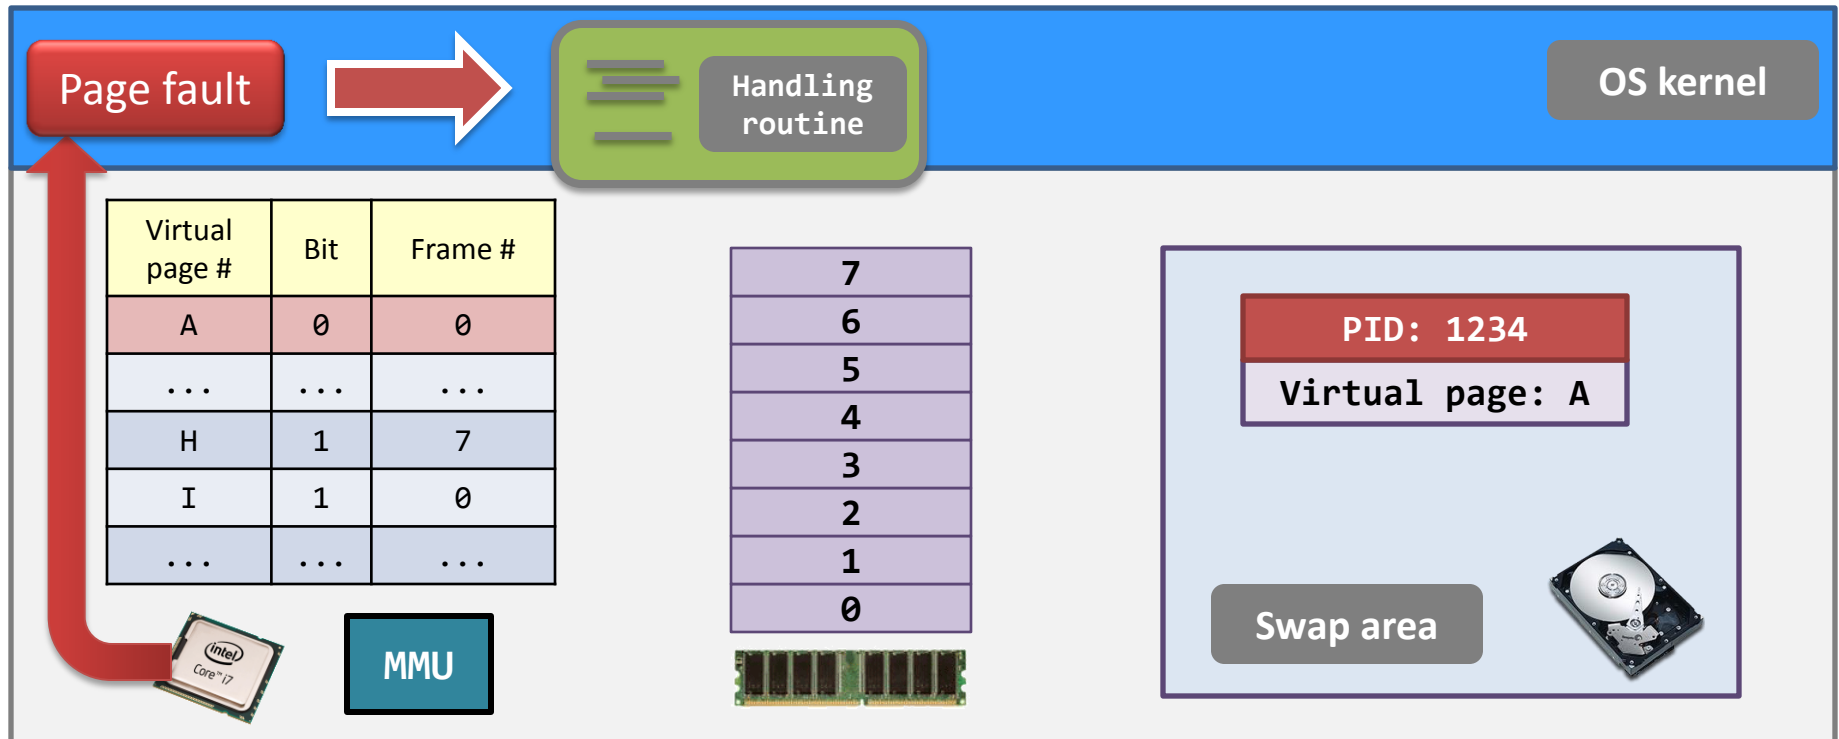 Page fault
Handling
routine
OS kernel
Virtual
page #
Bit
Frame #
A 0 0
... ... ...
H 1 7
I 1 0
... ... ...
7
6
5
4
3
2
1
0
PID: 1234
Virtual page: A
Swap area
intel
Core™ i7
MMU